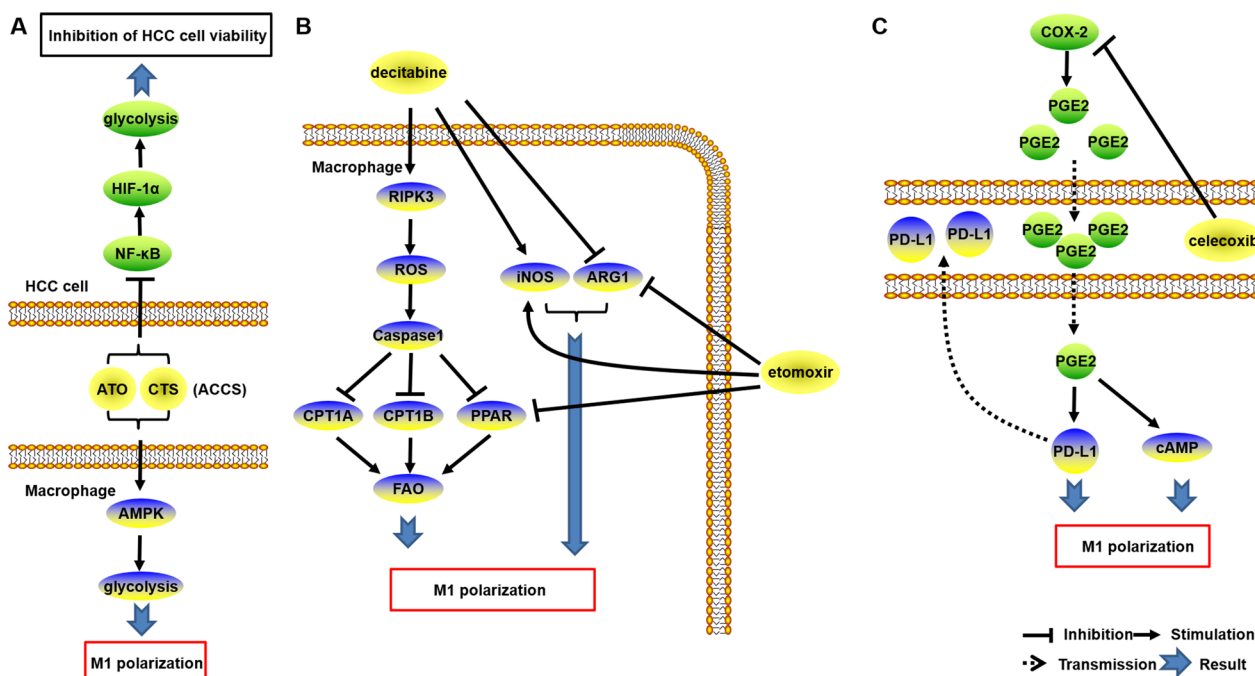 A
Inhibition of HCC cell viability
glycolysis
HIF-1α
NF-κB
HCC cell
ATO
CTS
(ACCS)
Macrophage
AMPK
glycolysis
M1 polarization
B
decitabine
Macrophage
RIPK3
ROS
iNOS
ARG1
Caspase1
etomoxir
CPT1A
CPT1B
PPAR
FAO
M1 polarization
C
COX-2
PGE2
PGE2
PGE2
PD-L1
PD-L1
PGE2
PGE2
PGE2
celecoxib
PGE2
PD-L1
cAMP
M1 polarization
Inhibition
Stimulation
Transmission
Result